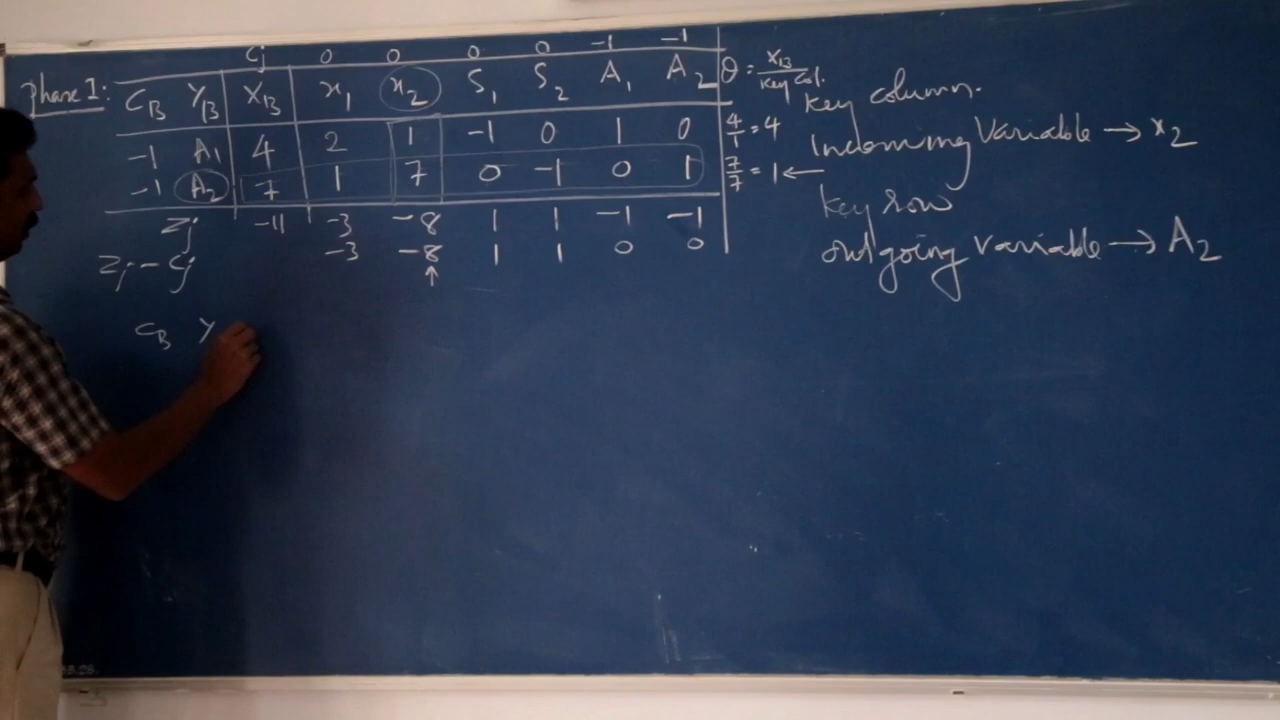 Cj 0 0 0 0 -1 -1
Phase I: CB YB XB x1 x2 S1 S2 A1 A2 θ = XB/Key Col.
-1 A1 4 2 1 -1 0 1 0 4/1 = 4
-1 A2 7 1 7 0 -1 0 1 7/7 = 1 ←
Zj -11 -3 -8 1 1 -1 -1
Zj - Cj -3 -8 1 1 0 0
↑
CB Y
Key column.
Incomming Variable → x2
Key row
outgoing variable → A2